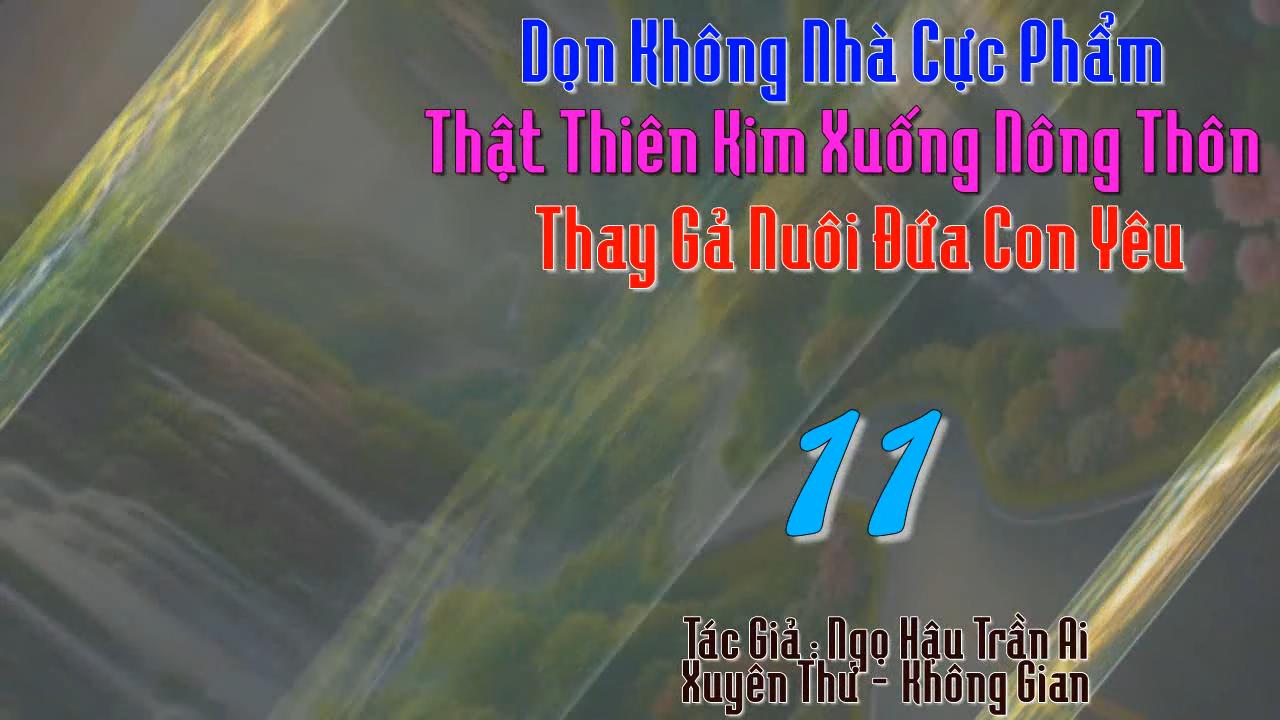 Dọn Không Nhà Cực Phẩm
Thật Thiên Kim Xuống Nông Thôn
Thay Gả Nuôi Đứa Con Yêu
11
Tác Giả : Ngọ Hậu Trần Ai
Xuyên Thư - Không Gian